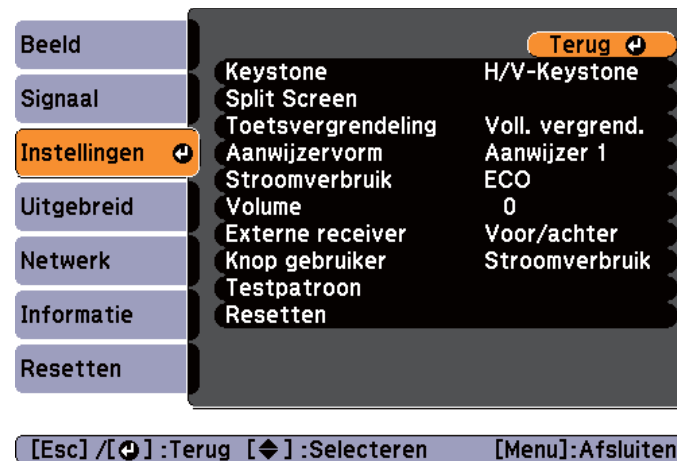 Beeld
Signaal
Instellingen
Uitgebreid
Netwerk
Informatie
Resetten
Terug
Keystone H/V-Keystone
Split Screen
Toetsvergrendeling Voll. vergrend.
Aanwijzervorm Aanwijzer 1
Stroomverbruik ECO
Volume 0
Externe receiver Voor/achter
Knop gebruiker Stroomverbruik
Testpatroon
Resetten
[Esc] /[⏎] :Terug [◆] :Selecteren [Menu]:Afsluiten